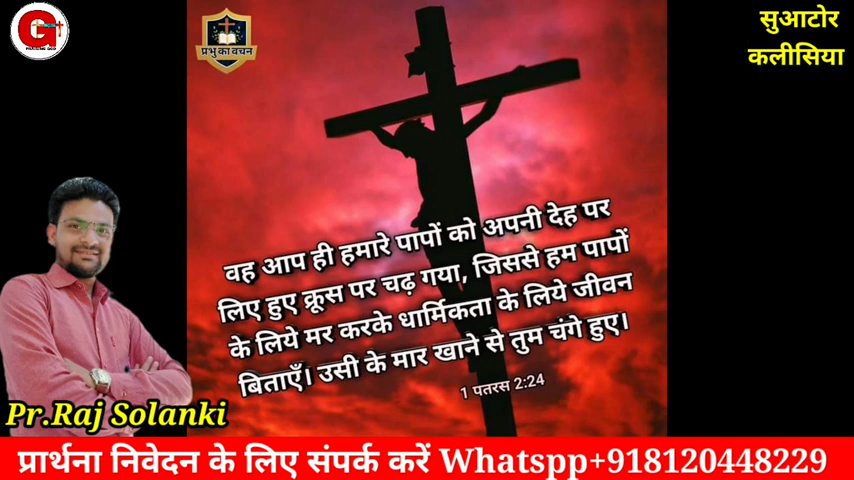 प्रभु का वचन
सुआटोर
कलीसिया
वह आप ही हमारे पापों को अपनी देह पर
लिए हुए क्रूस पर चढ़ गया, जिससे हम पापों
के लिये मर करके धार्मिकता के लिये जीवन
बिताएँ। उसी के मार खाने से तुम चंगे हुए।
1 पतरस 2:24
Pr.Raj Solanki
प्रार्थना निवेदन के लिए संपर्क करें Whatspp+918120448229